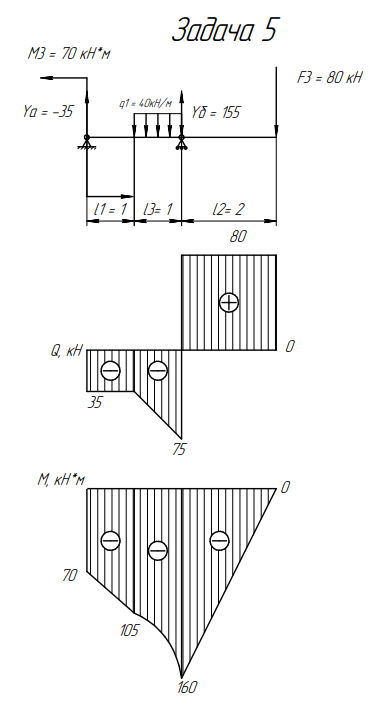 Задача 5
M3 = 70 кН*м
F3 = 80 кН
q1 = 40кН/м
Yа = -35
Yб = 155
l1 = 1
l3= 1
l2= 2
80
Q, кН
0
35
75
M, кН*м
0
70
105
160